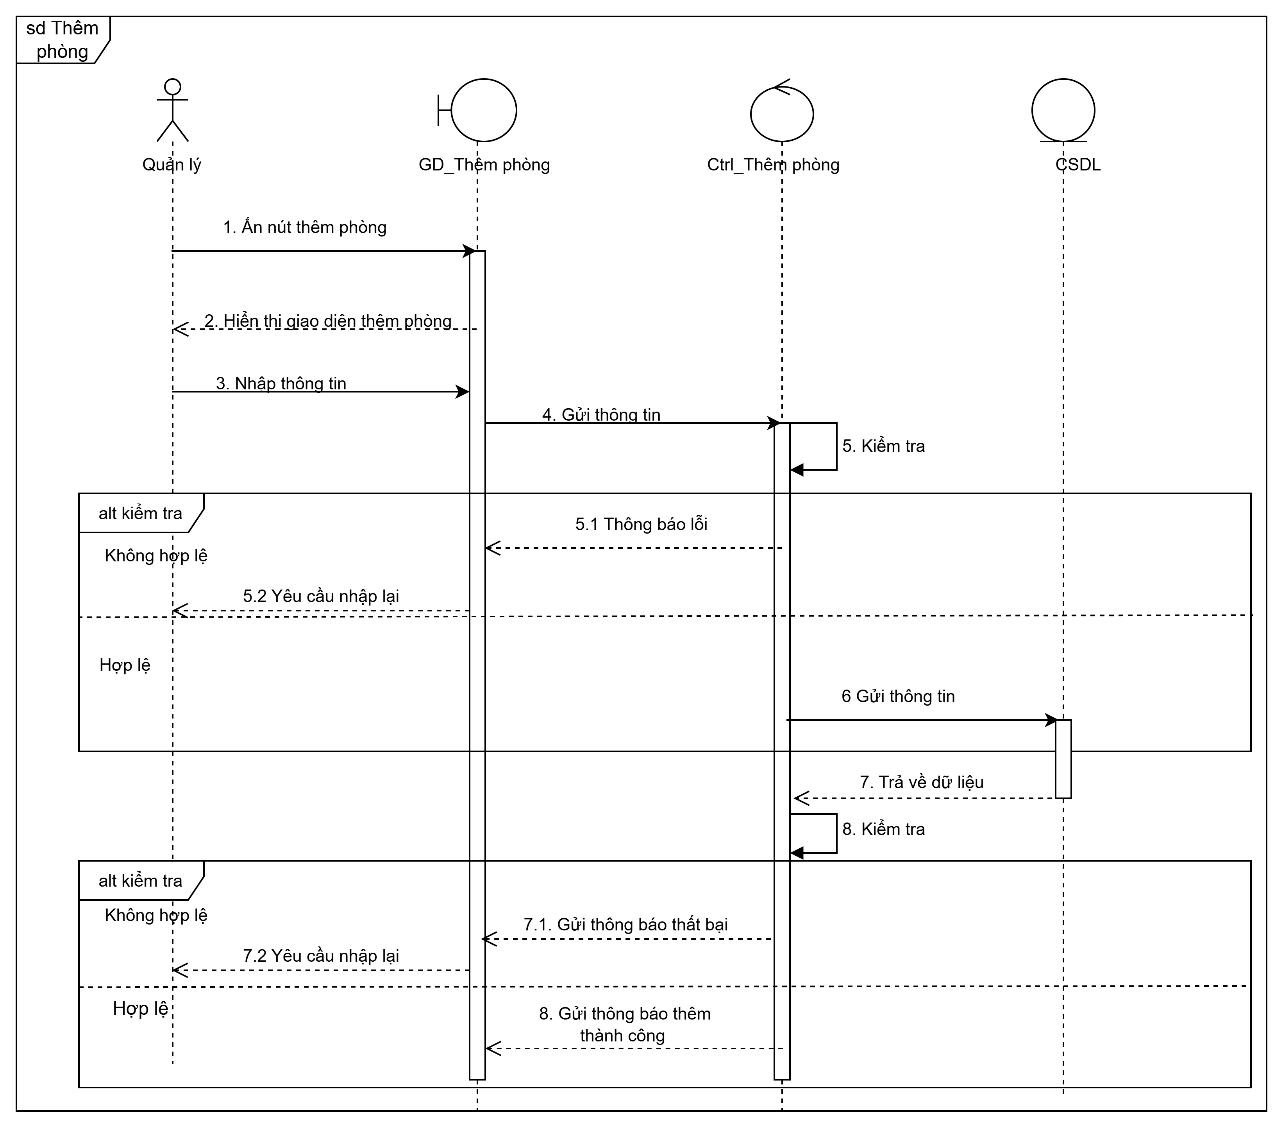 sd Thêm
phòng
Quản lý
GD_Thêm phòng
Ctrl_Thêm phòng
CSDL
1. Ấn nút thêm phòng
2. Hiển thị giao diện thêm phòng
3. Nhập thông tin
4. Gửi thông tin
5. Kiểm tra
alt kiểm tra
5.1 Thông báo lỗi
Không hợp lệ
5.2 Yêu cầu nhập lại
Hợp lệ
6 Gửi thông tin
7. Trả về dữ liệu
8. Kiểm tra
alt kiểm tra
Không hợp lệ
7.1. Gửi thông báo thất bại
7.2 Yêu cầu nhập lại
Hợp lệ
8. Gửi thông báo thêm
thành công